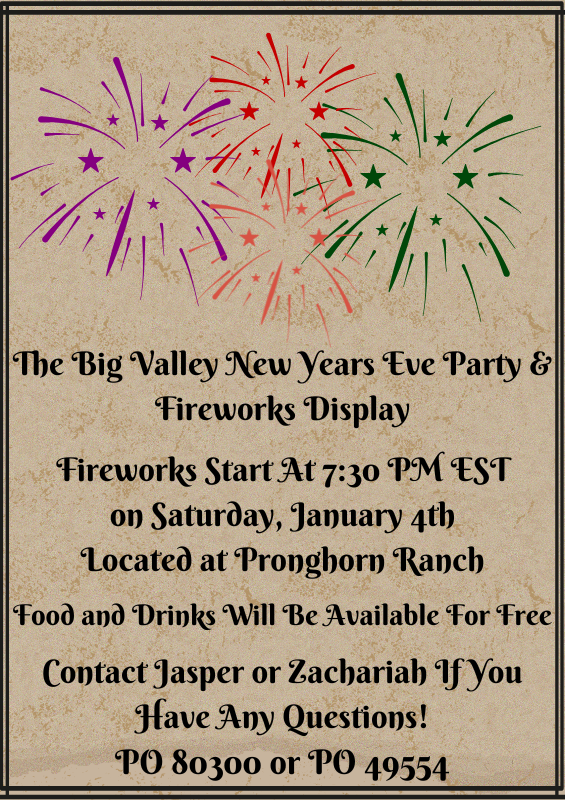 The Big Valley New Years Eve Party &
Fireworks Display
Fireworks Start At 7:30 PM EST
on Saturday, January 4th
Located at Pronghorn Ranch
Food and Drinks Will Be Available For Free
Contact Jasper or Zachariah If You
Have Any Questions!
PO 80300 or PO 49554